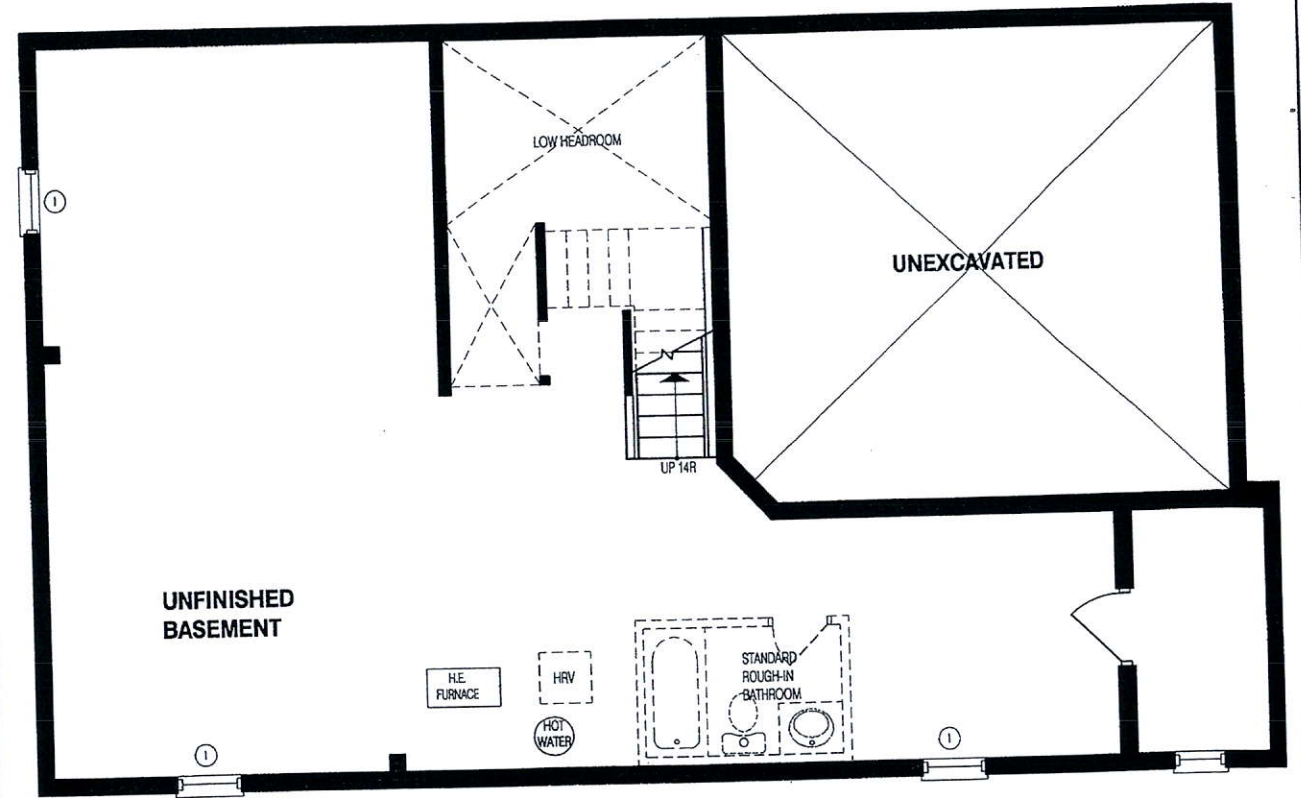 LOW HEADROOM
1
UNEXCAVATED
UP 14R
UNFINISHED
BASEMENT
H.E.
FURNACE
HRV
HOT
WATER
STANDARD
ROUGH-IN
BATHROOM
1
1